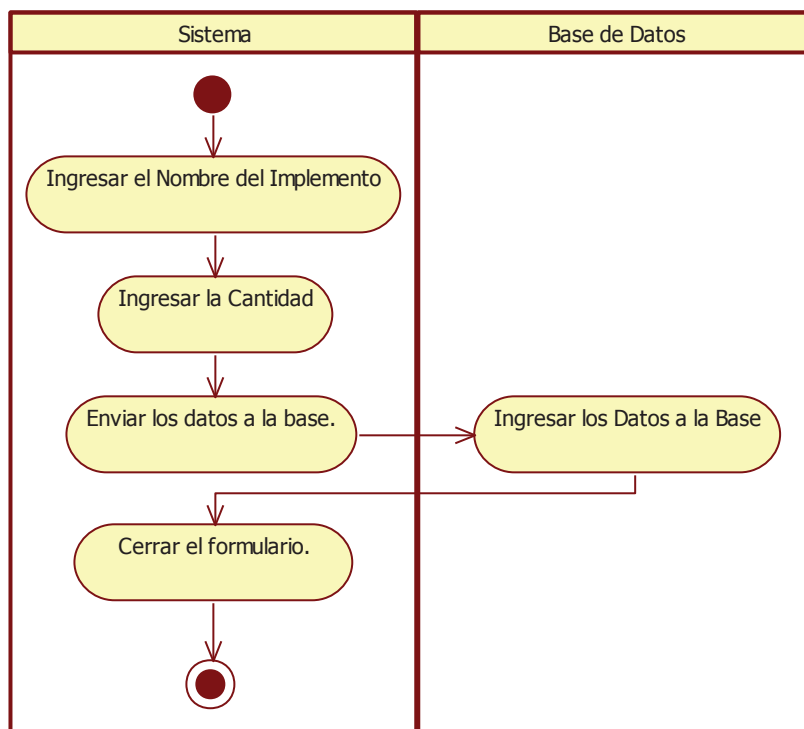 Sistema
Base de Datos
Ingresar el Nombre del Implemento
Ingresar la Cantidad
Enviar los datos a la base.
Ingresar los Datos a la Base
Cerrar el formulario.